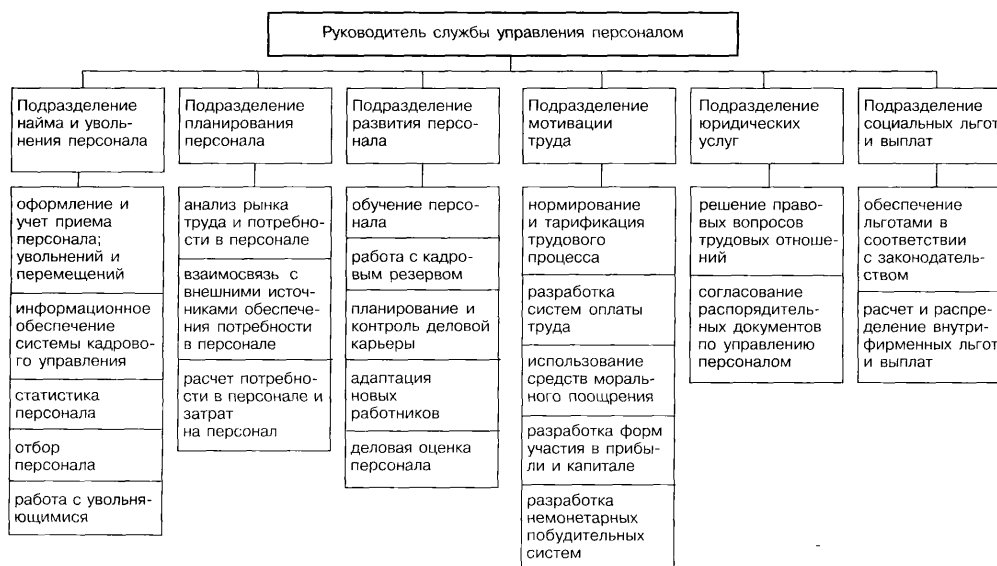 Руководитель службы управления персоналом
Подразделение
найма и уволь-
нения персонала
Подразделение
планирования
персонала
Подразделение
развития персо-
нала
Подразделение
мотивации
труда
Подразделение
юридических
услуг
Подразделение
социальных льгот
и выплат
оформление и
учет приема
персонала;
увольнений и
перемещений
информационное
обеспечение
системы кадрового управления
статистика
персонала
отбор
персонала
работа с увольня-
ющимися
анализ рынка
труда и потребно-
сти в персонале
взаимосвязь с
внешними источ-
никами обеспече-
ния потребности
в персонале
расчет потребно-
сти в персонале и
затрат
на персонал
обучение персо-
нала
работа с кадро-
вым резервом
планирование и
контроль деловой
карьеры
адаптация
новых
работников
деловая оценка
персонала
нормирование
и тарификация
трудового
процесса
разработка
систем оплаты
труда
использование
средств мораль-
ного поощрения
разработка форм
участия в прибы-
ли и капитале
разработка
немонетарных
побудительных
систем
решение право-
вых вопросов
трудовых отноше-
ний
согласование
распорядитель-
ных документов
по управлению
персоналом
обеспечение
льготами в
соответствии
с законодатель-
ством
расчет и распре-
деление внутри-
фирменных льгот
и выплат